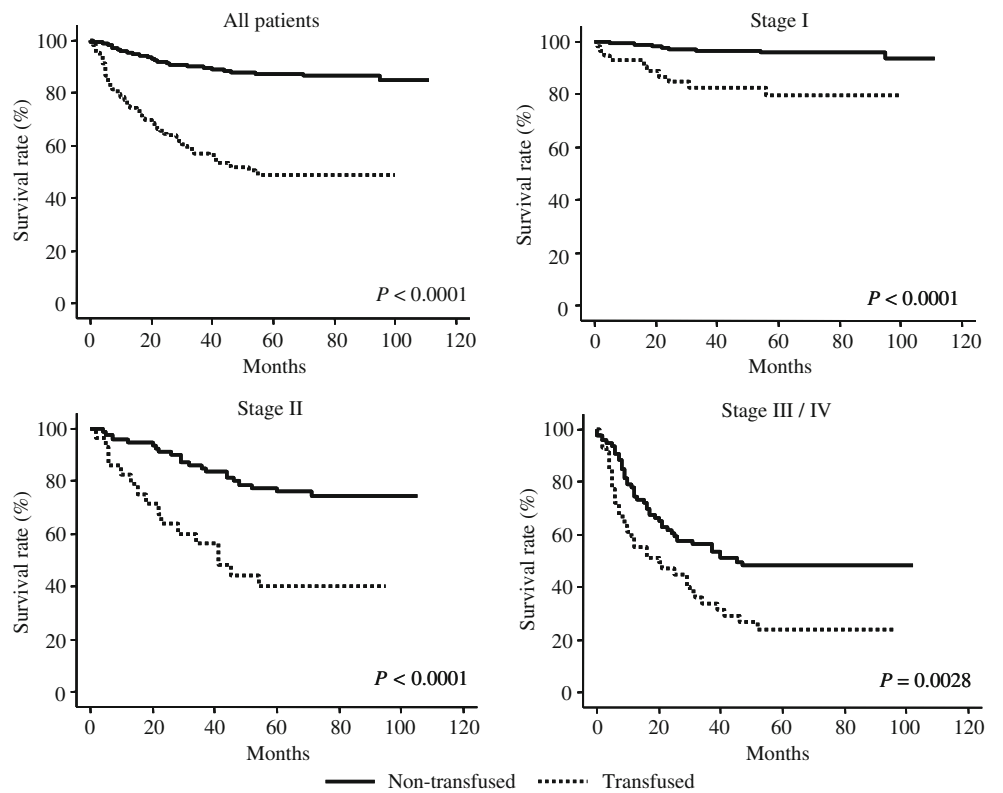 All patients
Survival rate (%)
100
80
60
40
20
0
P < 0.0001
0 20 40 60 80 100 120
Months
Stage I
Survival rate (%)
100
80
60
40
20
0
P < 0.0001
0 20 40 60 80 100 120
Months
Stage II
Survival rate (%)
100
80
60
40
20
0
P < 0.0001
0 20 40 60 80 100 120
Months
Stage III / IV
Survival rate (%)
100
80
60
40
20
0
P = 0.0028
0 20 40 60 80 100 120
Months
Non-transfused Transfused